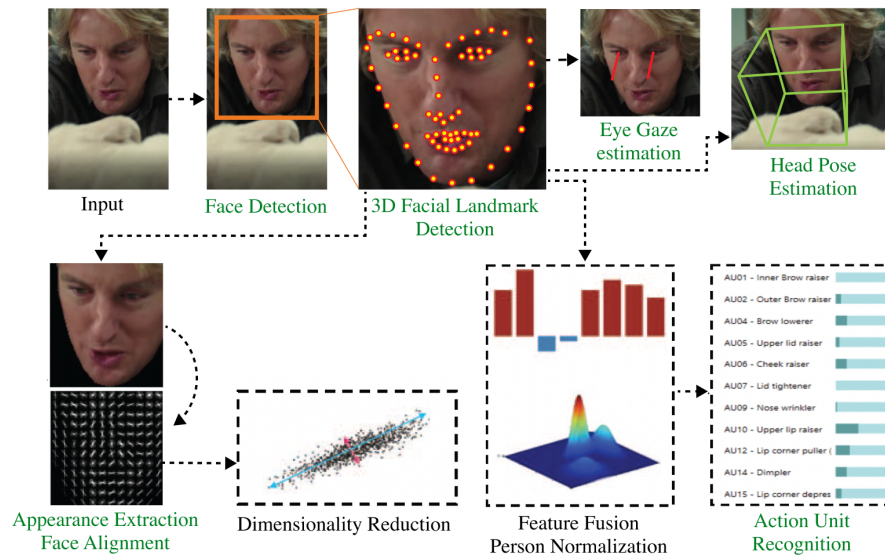 Input
Face Detection
3D Facial Landmark
Detection
Eye Gaze
estimation
Head Pose
Estimation
Appearance Extraction
Face Alignment
Dimensionality Reduction
Feature Fusion
Person Normalization
AU01 - Inner Brow raiser
AU02 - Outer Brow raiser
AU04 - Brow lowerer
AU05 - Upper lid raiser
AU06 - Cheek raiser
AU07 - Lid tightener
AU09 - Nose wrinkler
AU10 - Upper lip raiser
AU12 - Lip corner puller (
AU14 - Dimpler
AU15 - Lip corner depres
Action Unit
Recognition